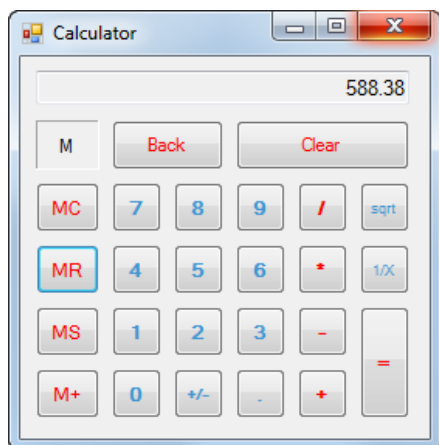 Calculator
588.38
M Back Clear
MC 7 8 9 / sqrt
MR 4 5 6 * 1/X
MS 1 2 3 -
M+ 0 +/- . + =